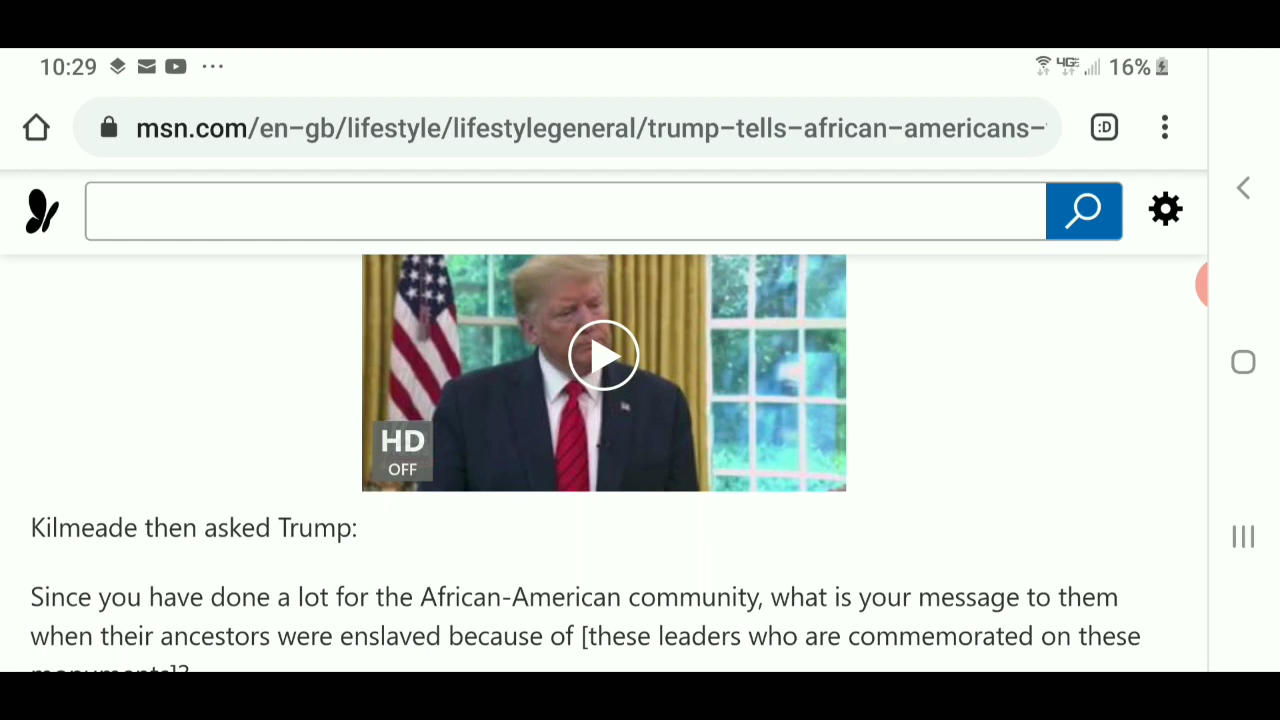 10:29 ... 4GE 16%
msn.com/en-gb/lifestyle/lifestylegeneral/trump-tells-african-americans-
:D
HD
OFF
Kilmeade then asked Trump:
Since you have done a lot for the African-American community, what is your message to them
when their ancestors were enslaved because of [these leaders who are commemorated on these